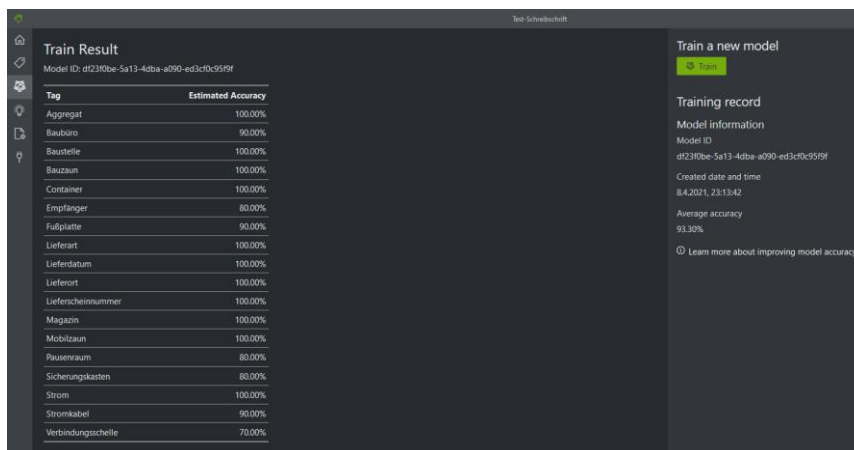 Test-Schreibschrift
Train Result
Model ID: df23f0be-5a13-4dba-a090-ed3cf0c95f9f
Tag Estimated Accuracy
Aggregat 100.00%
Baubüro 90.00%
Baustelle 100.00%
Bauzaun 100.00%
Container 100.00%
Empfänger 80.00%
Fußplatte 90.00%
Lieferart 100.00%
Lieferdatum 100.00%
Lieferort 100.00%
Lieferscheinnummer 100.00%
Magazin 100.00%
Mobilzaun 100.00%
Pausenraum 80.00%
Sicherungskasten 80.00%
Strom 100.00%
Stromkabel 90.00%
Verbindungsschelle 70.00%
Train a new model
Train
Training record
Model information
Model ID
df23f0be-5a13-4dba-a090-ed3cf0c95f9f
Created date and time
8.4.2021, 23:13:42
Average accuracy
93.30%
Learn more about improving model accuracy